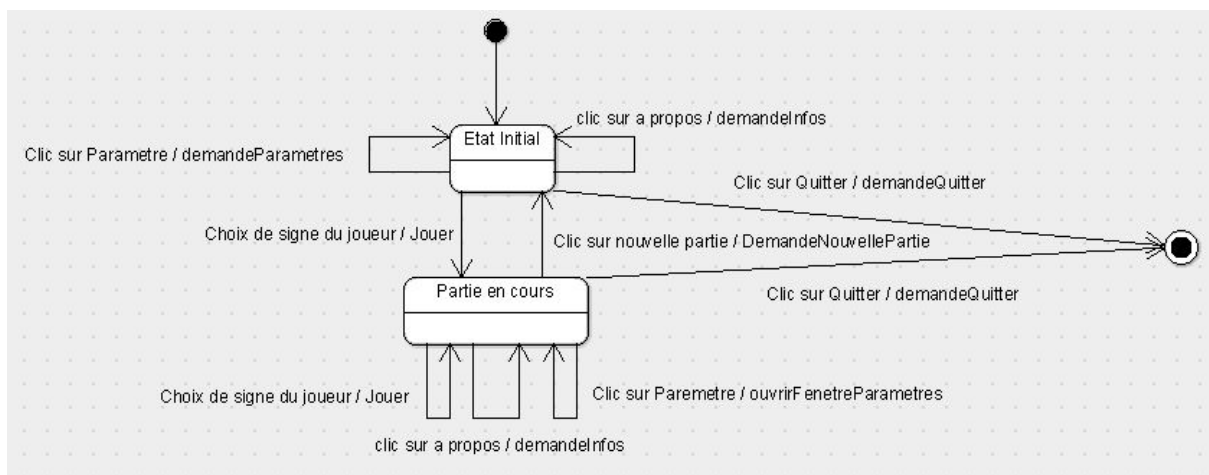 clic sur a propos / demandeInfos
Etat Initial
Clic sur Parametre / demandeParametres
Clic sur Quitter / demandeQuitter
Choix de signe du joueur / Jouer
Clic sur nouvelle partie / DemandeNouvellePartie
Partie en cours
Clic sur Quitter / demandeQuitter
Choix de signe du joueur / Jouer
Clic sur Paremetre / ouvrirFenetreParametres
clic sur a propos / demandeInfos